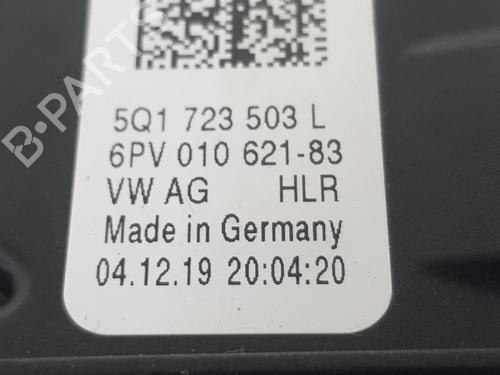 B-PARTS
5Q1 723 503 L
6PV 010 621-83
VW AG HLR
Made in Germany
04.12.19 20:04:20